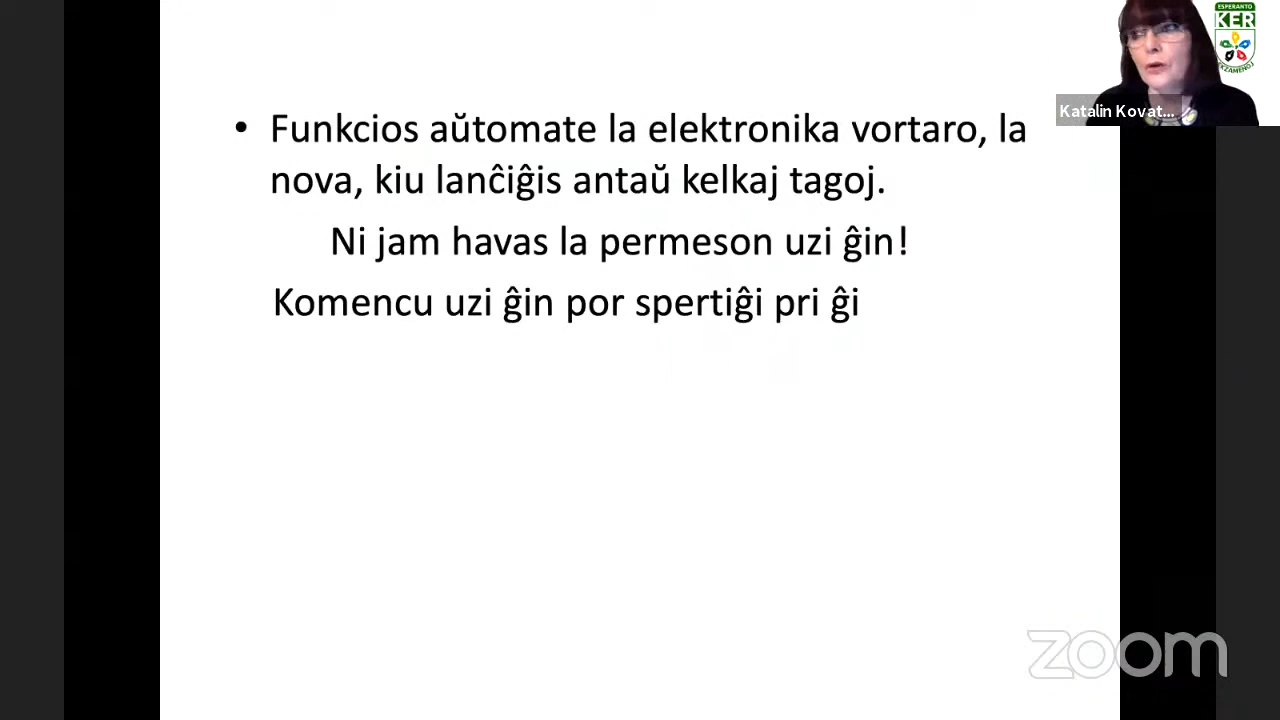 ESPERANTO
KER
EKZAMENOJ
Katalin Kovat...
• Funkcios aŭtomate la elektronika vortaro, la
nova, kiu lanĉiĝis antaŭ kelkaj tagoj.
Ni jam havas la permeson uzi ĝin!
Komencu uzi ĝin por spertiĝi pri ĝi
zoom